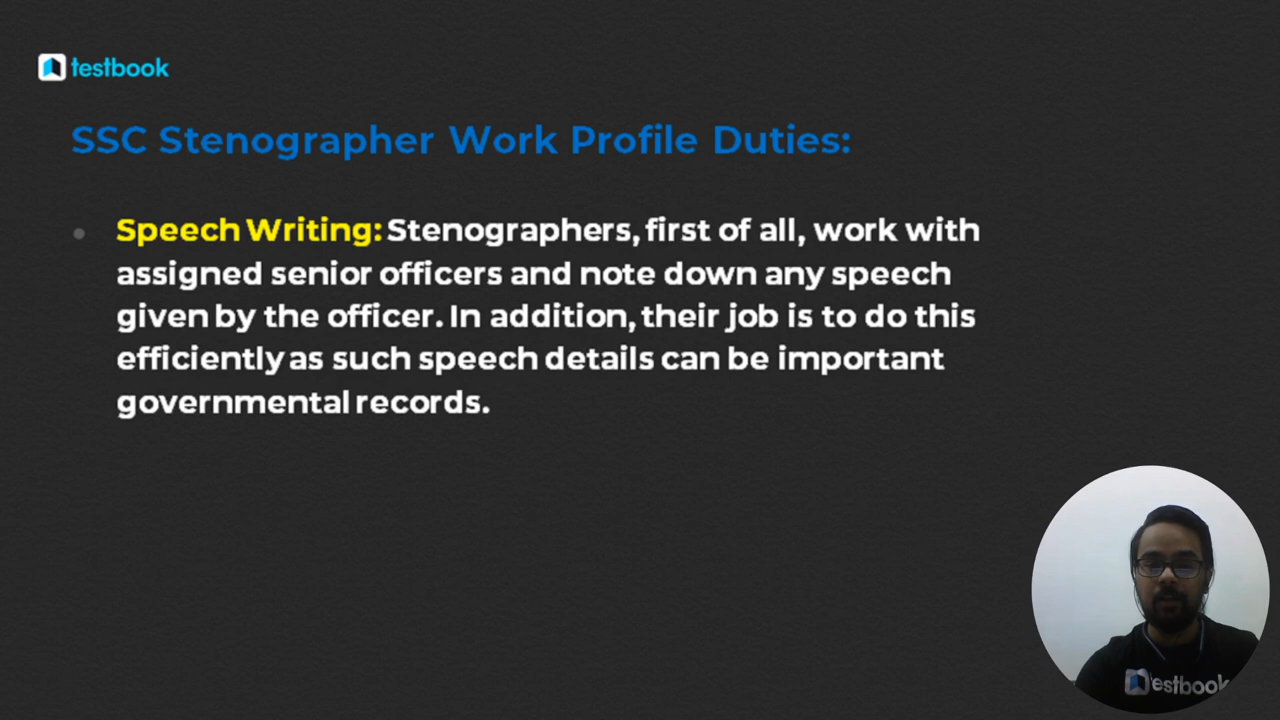 testbook
SSC Stenographer Work Profile Duties:
Speech Writing: Stenographers, first of all, work with
assigned senior officers and note down any speech
given by the officer. In addition, their job is to do this
efficiently as such speech details can be important
governmental records.
testbook